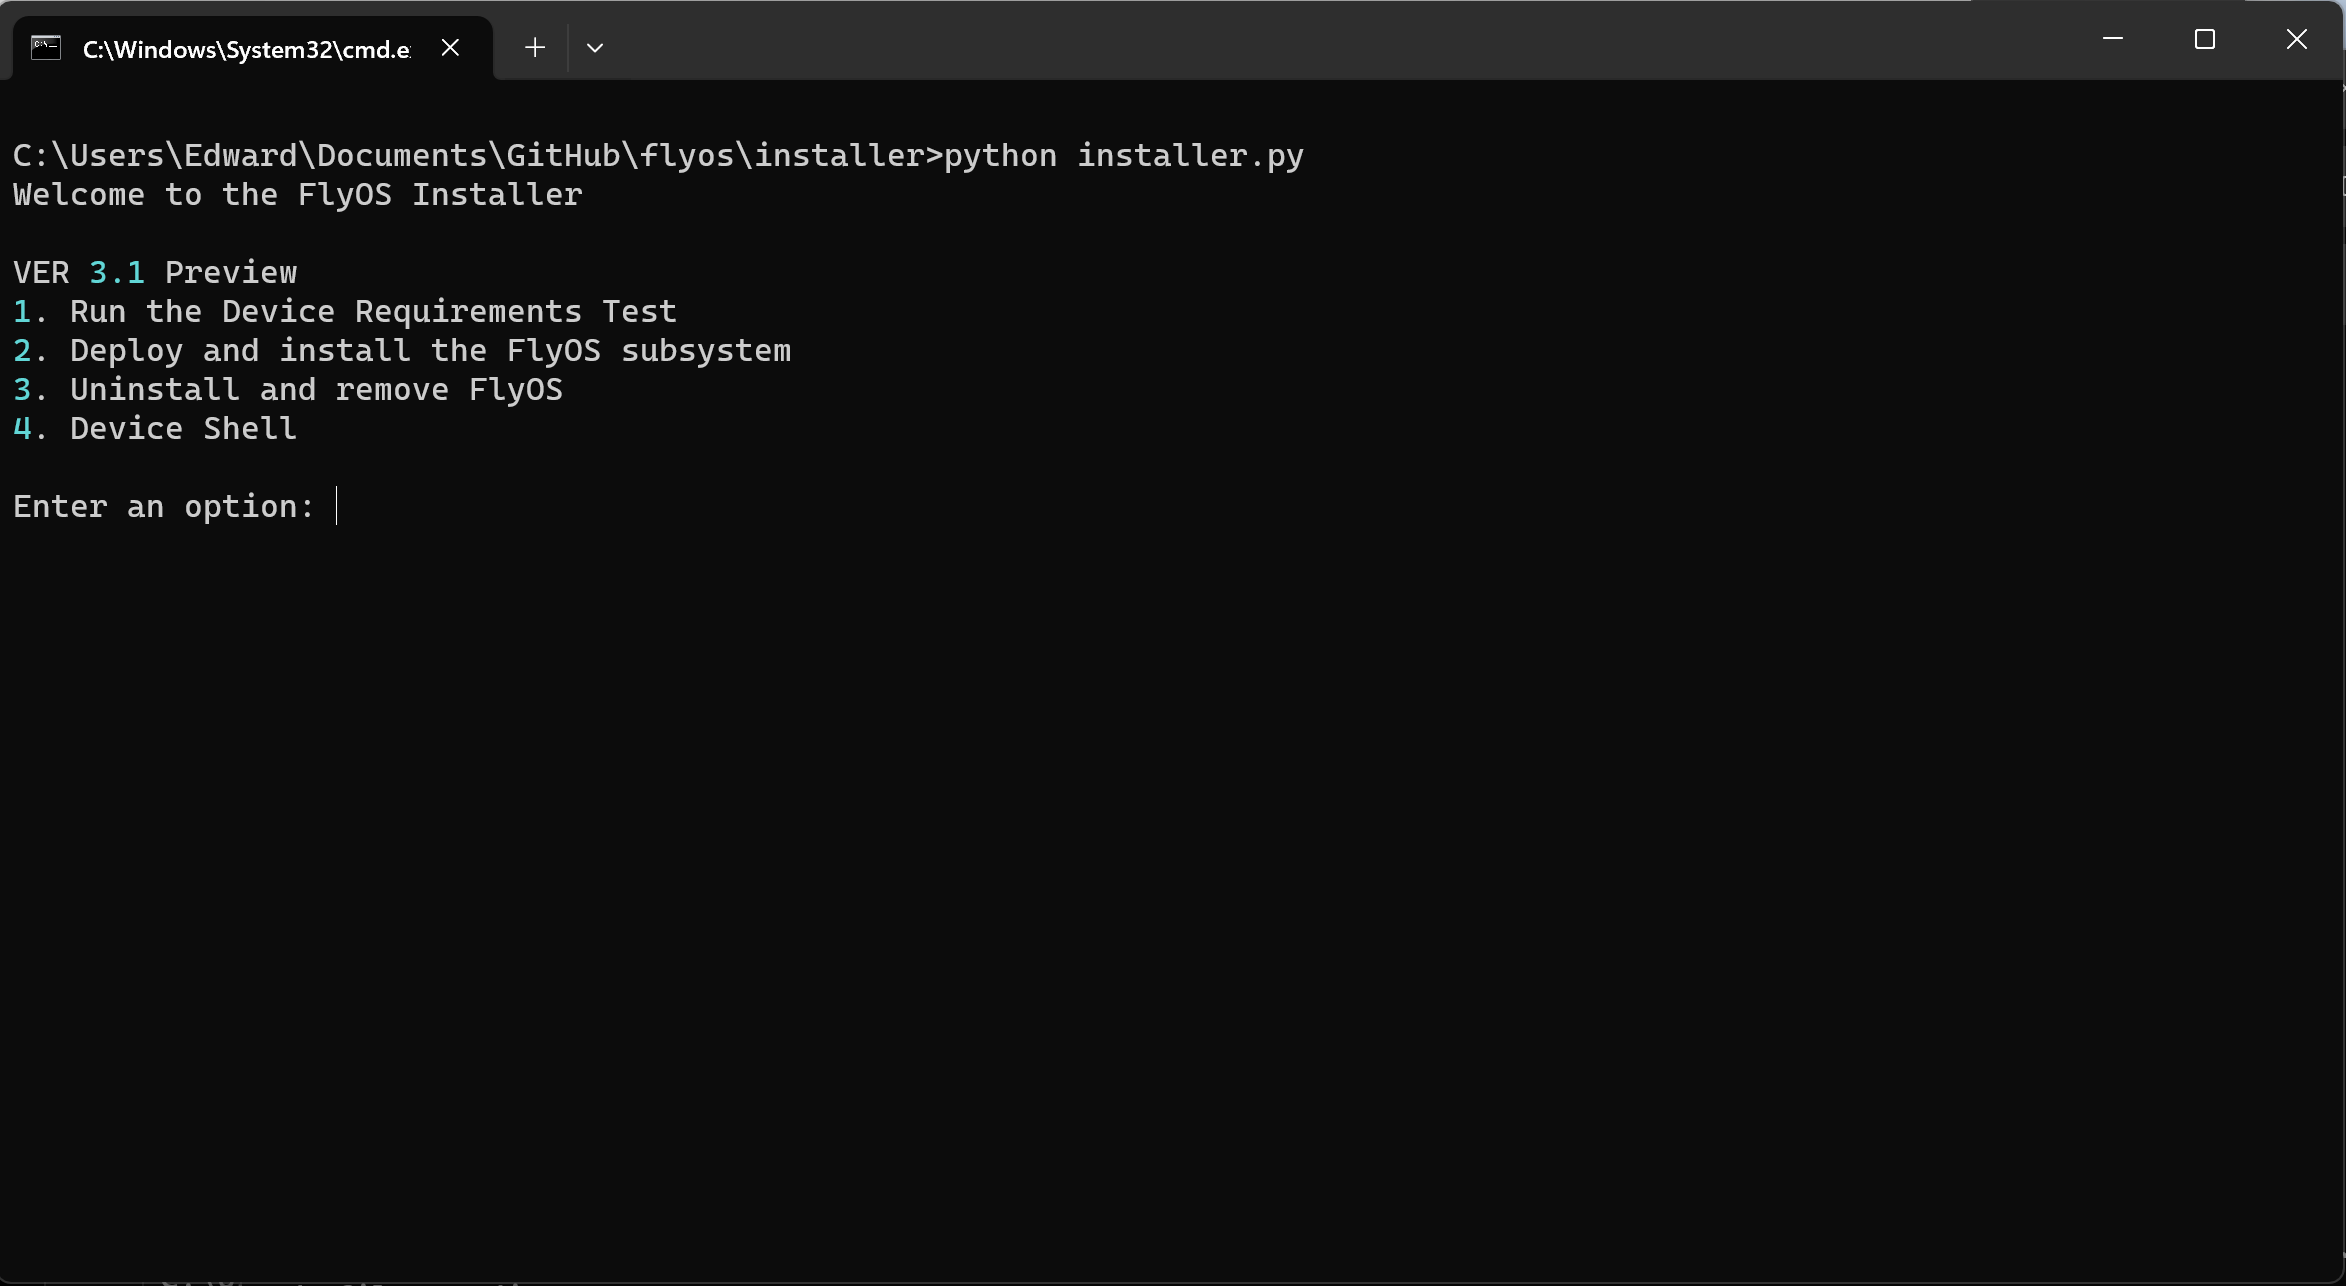 C:\Windows\System32\cmd.e
C:\Users\Edward\Documents\GitHub\flyos\installer>python installer.py
Welcome to the FlyOS Installer
VER 3.1 Preview
1. Run the Device Requirements Test
2. Deploy and install the FlyOS subsystem
3. Uninstall and remove FlyOS
4. Device Shell
Enter an option: